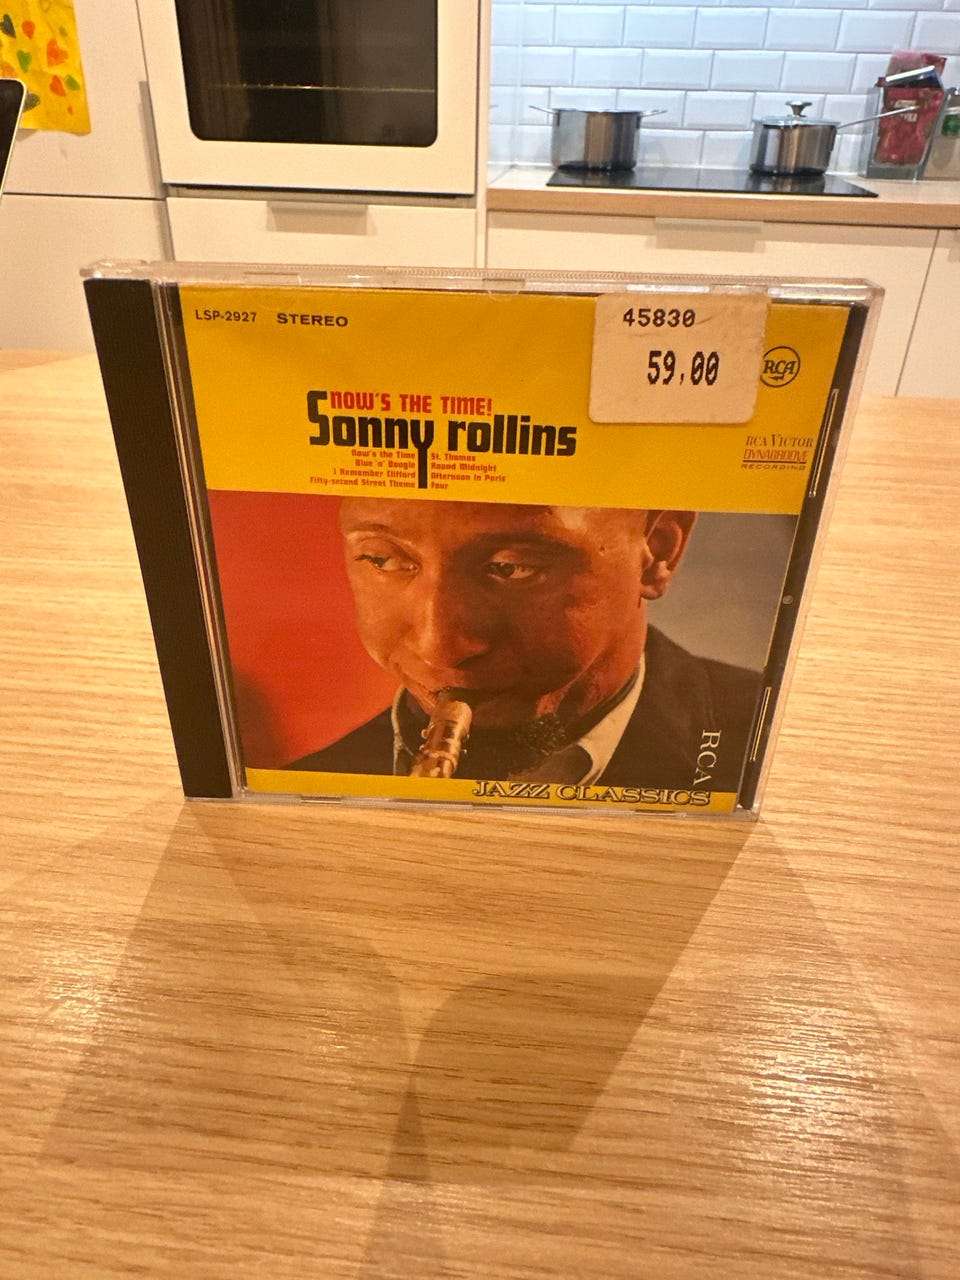 LSP-2927 STEREO
45830
59.00
RCA
NOW'S THE TIME!
Sonny rollins
Now's the Time St. Thomas
Blue 'n' Boogie Round Midnight
I Remember Clifford Afternoon in Paris
Fifty-second Street Theme Four
RCA VICTOR
DYNAGROOVE
RECORDING
RCA
JAZZ CLASSICS